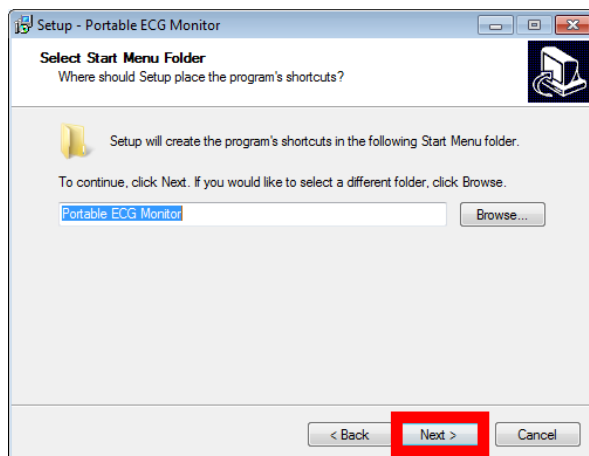 Setup - Portable ECG Monitor
Select Start Menu Folder
Where should Setup place the program's shortcuts?
Setup will create the program's shortcuts in the following Start Menu folder.
To continue, click Next. If you would like to select a different folder, click Browse.
Portable ECG Monitor
Browse...
< Back
Next >
Cancel